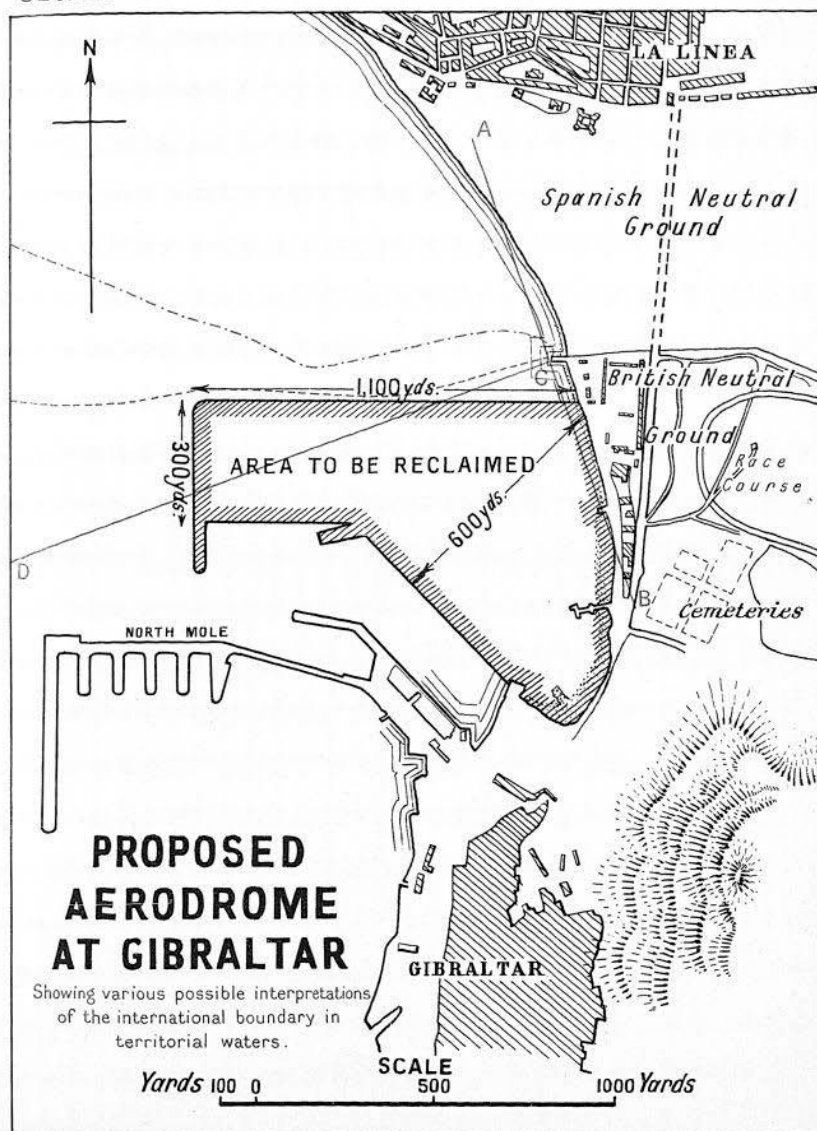 N
LA LINEA
A
Spanish Neutral
Ground
1,100 yds.
C
British Neutral
Ground
300 yds.
AREA TO BE RECLAIMED
Race
Course
600 yds.
D
B
Cemeteries
NORTH MOLE
PROPOSED
AERODROME
AT GIBRALTAR
GIBRALTAR
Showing various possible interpretations
of the international boundary in
territorial waters.
SCALE
Yards 100 0 500 1000 Yards